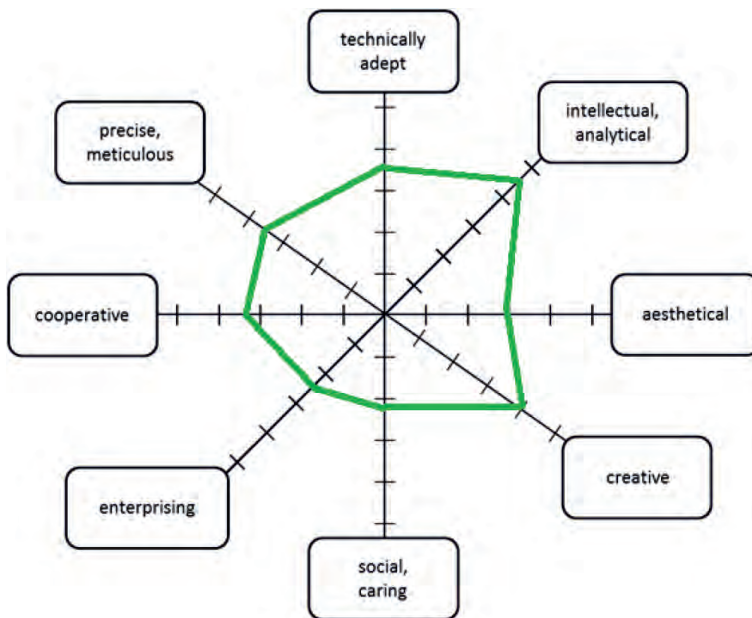 technically
adept
intellectual,
analytical
precise,
meticulous
cooperative
aesthetical
creative
enterprising
social,
caring